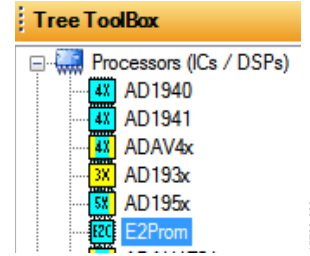 Tree ToolBox
Processors (ICs / DSPs)
4X AD1940
4X AD1941
4X ADAV4x
3X AD193x
5X AD195x
E2C E2Prom